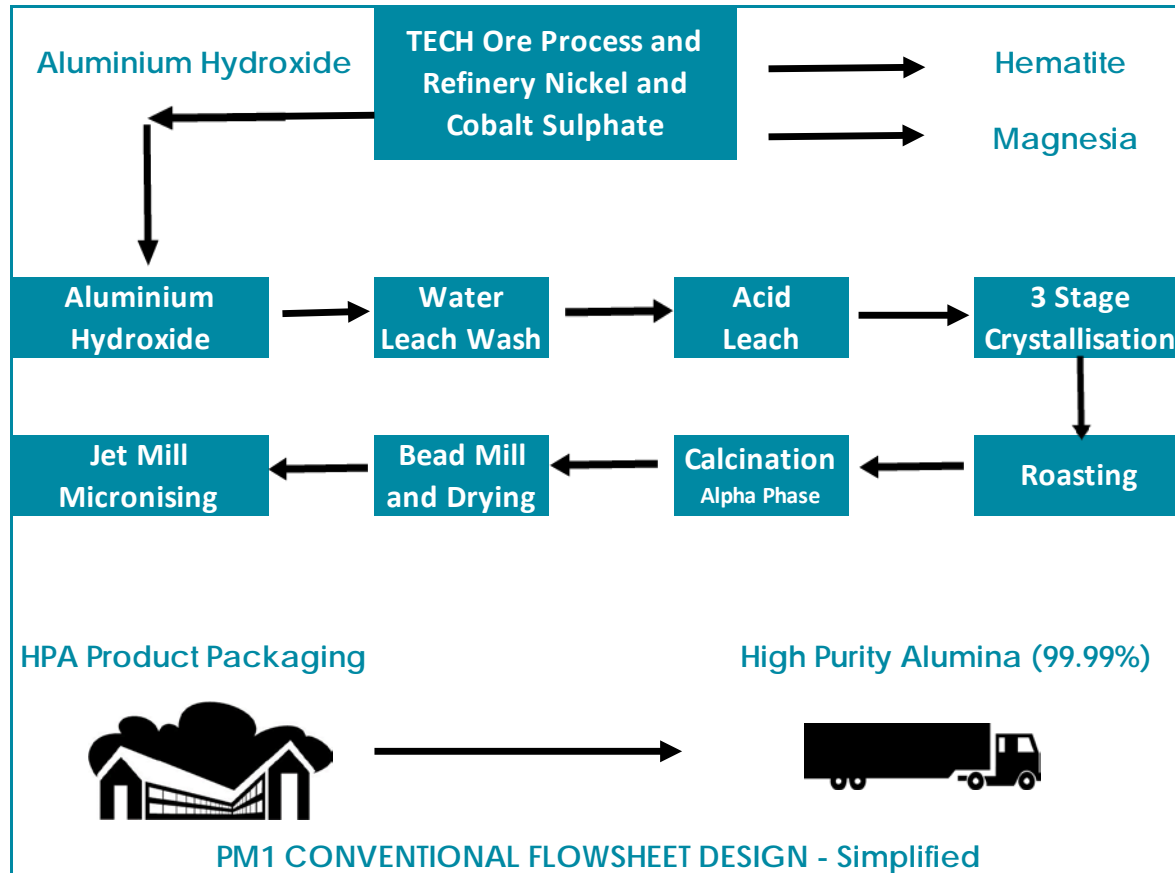 TECH Ore Process and
Refinery Nickel and
Cobalt Sulphate
Aluminium Hydroxide
Hematite
Magnesia
Aluminium
Hydroxide
Water
Leach Wash
Acid
Leach
3 Stage
Crystallisation
Jet Mill
Micronising
Bead Mill
and Drying
Calcination
Alpha Phase
Roasting
HPA Product Packaging
High Purity Alumina (99.99%)
PM1 CONVENTIONAL FLOWSHEET DESIGN - Simplified